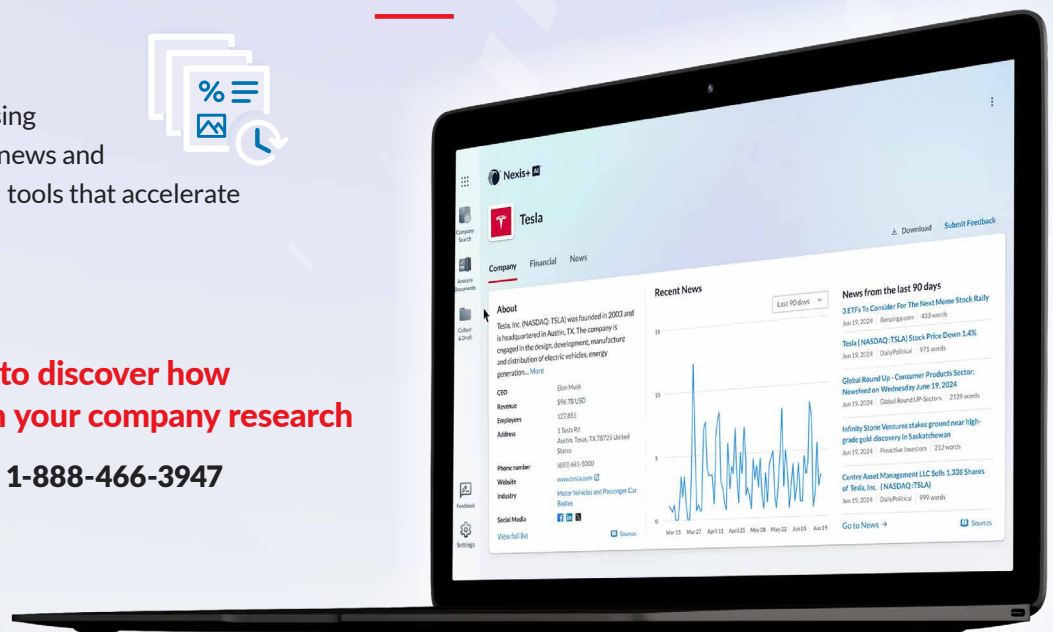 sing
news and
tools that accelerate
to discover how
your company research
1-888-466-3947
%
Nexis+ AI
Tesla
Download
Submit Feedback
Company
Financial
News
Company
Search
Analyze
Documents
Collect
& Draft
Feedback
Settings
About
Tesla, Inc. (NASDAQ: TSLA) was founded in 2003 and
is headquartered in Austin, TX. The company is
engaged in the design, development, manufacture
and distribution of electric vehicles, energy
generation... More
CEO Elon Musk
Revenue $96.7B USD
Employees 127,855
Address 1 Tesla Rd
Austin, Texas, TX 78725 United
States
Phone number (650) 681-5000
Website www.tesla.com
Industry Motor Vehicles and Passenger Car
Bodies
Social Media
View full list
Sources
Recent News
Last 90 days
15
10
5
0
Mar 13 Mar 27 April 11 April 25 May 08 May 22 Jun 05 Jun 19
News from the last 90 days
3 ETFs To Consider For The Next Meme Stock Rally
Jun 19, 2024 Benzinga.com 433 words
Tesla ( NASDAQ :TSLA) Stock Price Down 1.4%
Jun 19, 2024 DailyPolitical 971 words
Global Round Up - Consumer Products Sector:
Newsfeed on Wednesday June 19, 2024
Jun 19, 2024 Global Round UP-Sectors 2129 words
Infinity Stone Ventures stakes ground near high-
grade gold discovery in Saskatchewan
Jun 19, 2024 Proactive Investors 212 words
Centre Asset Management LLC Sells 1,338 Shares
of Tesla, Inc. ( NASDAQ :TSLA)
Jun 19, 2024 DailyPolitical 999 words
Go to News →
Sources